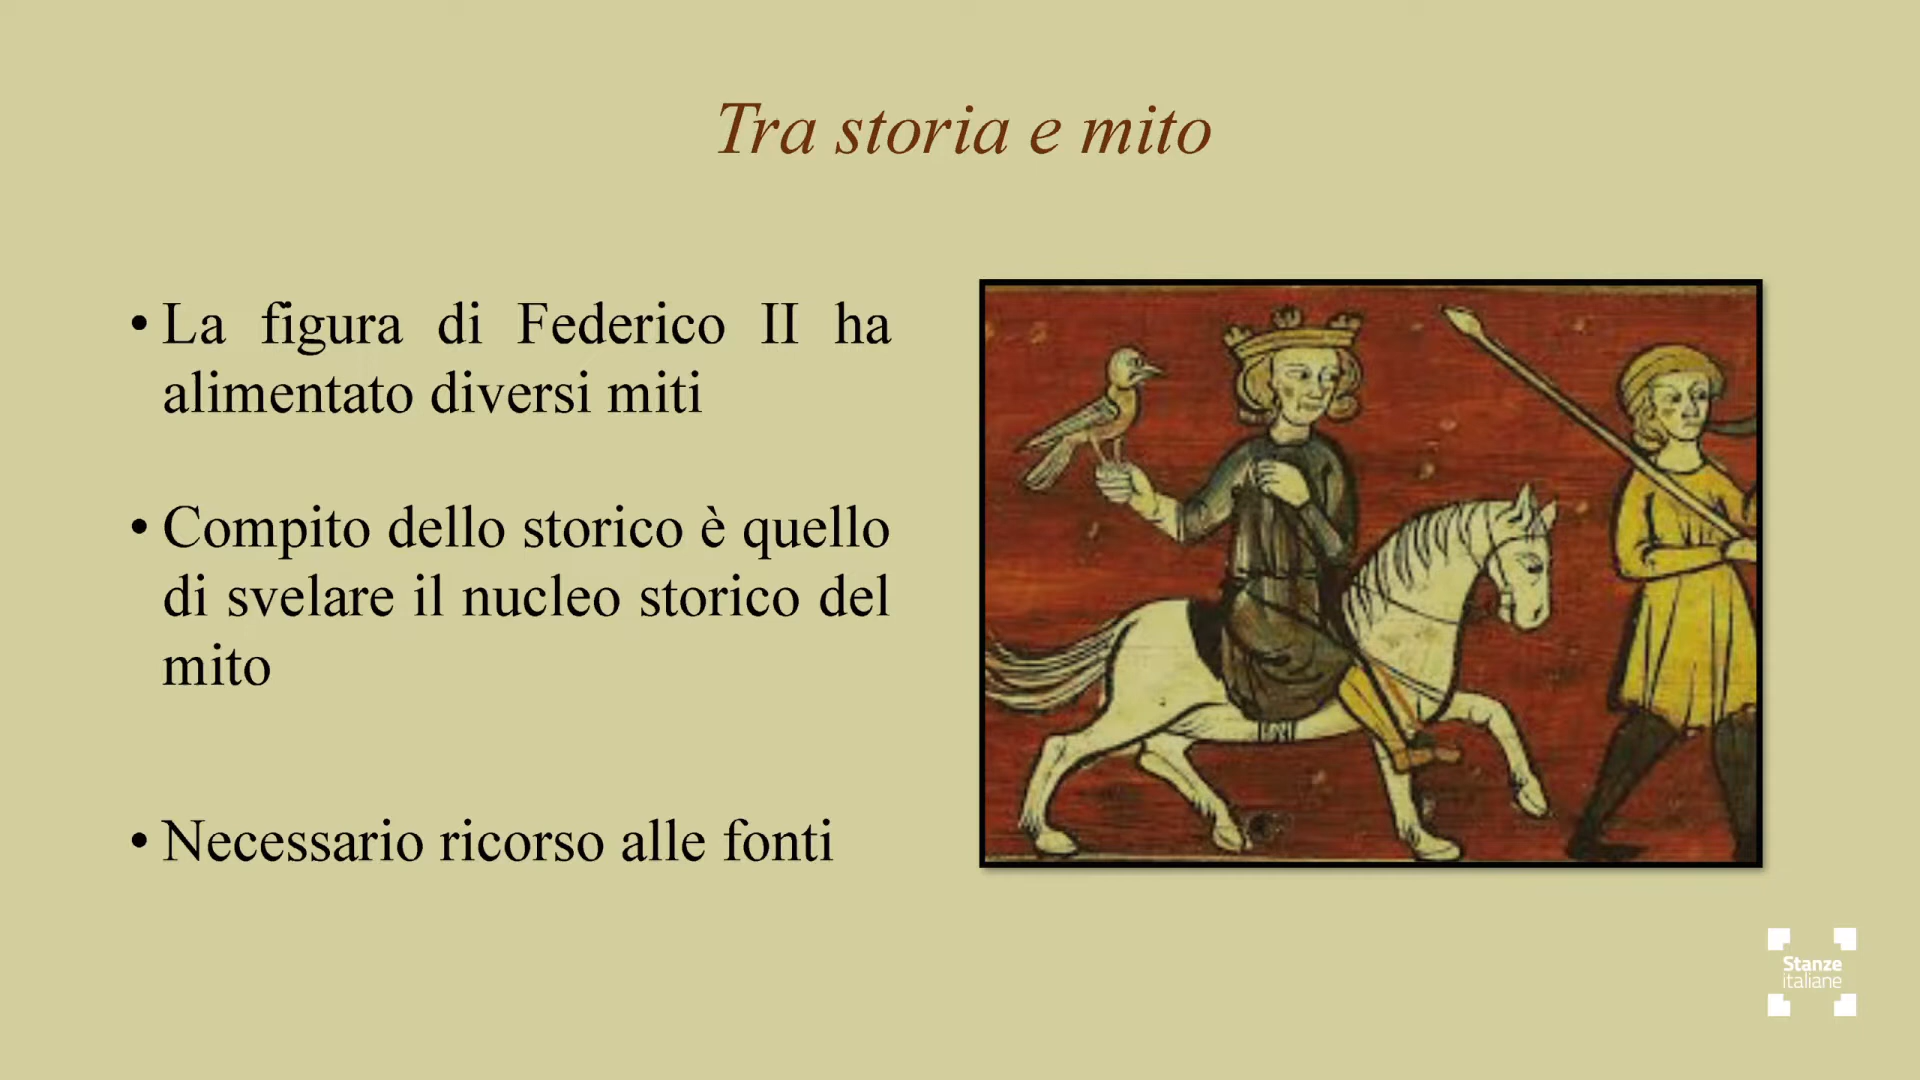 Tra storia e mito
• La figura di Federico II ha
alimentato diversi miti
• Compito dello storico è quello
di svelare il nucleo storico del
mito
• Necessario ricorso alle fonti
Stanze
italiane